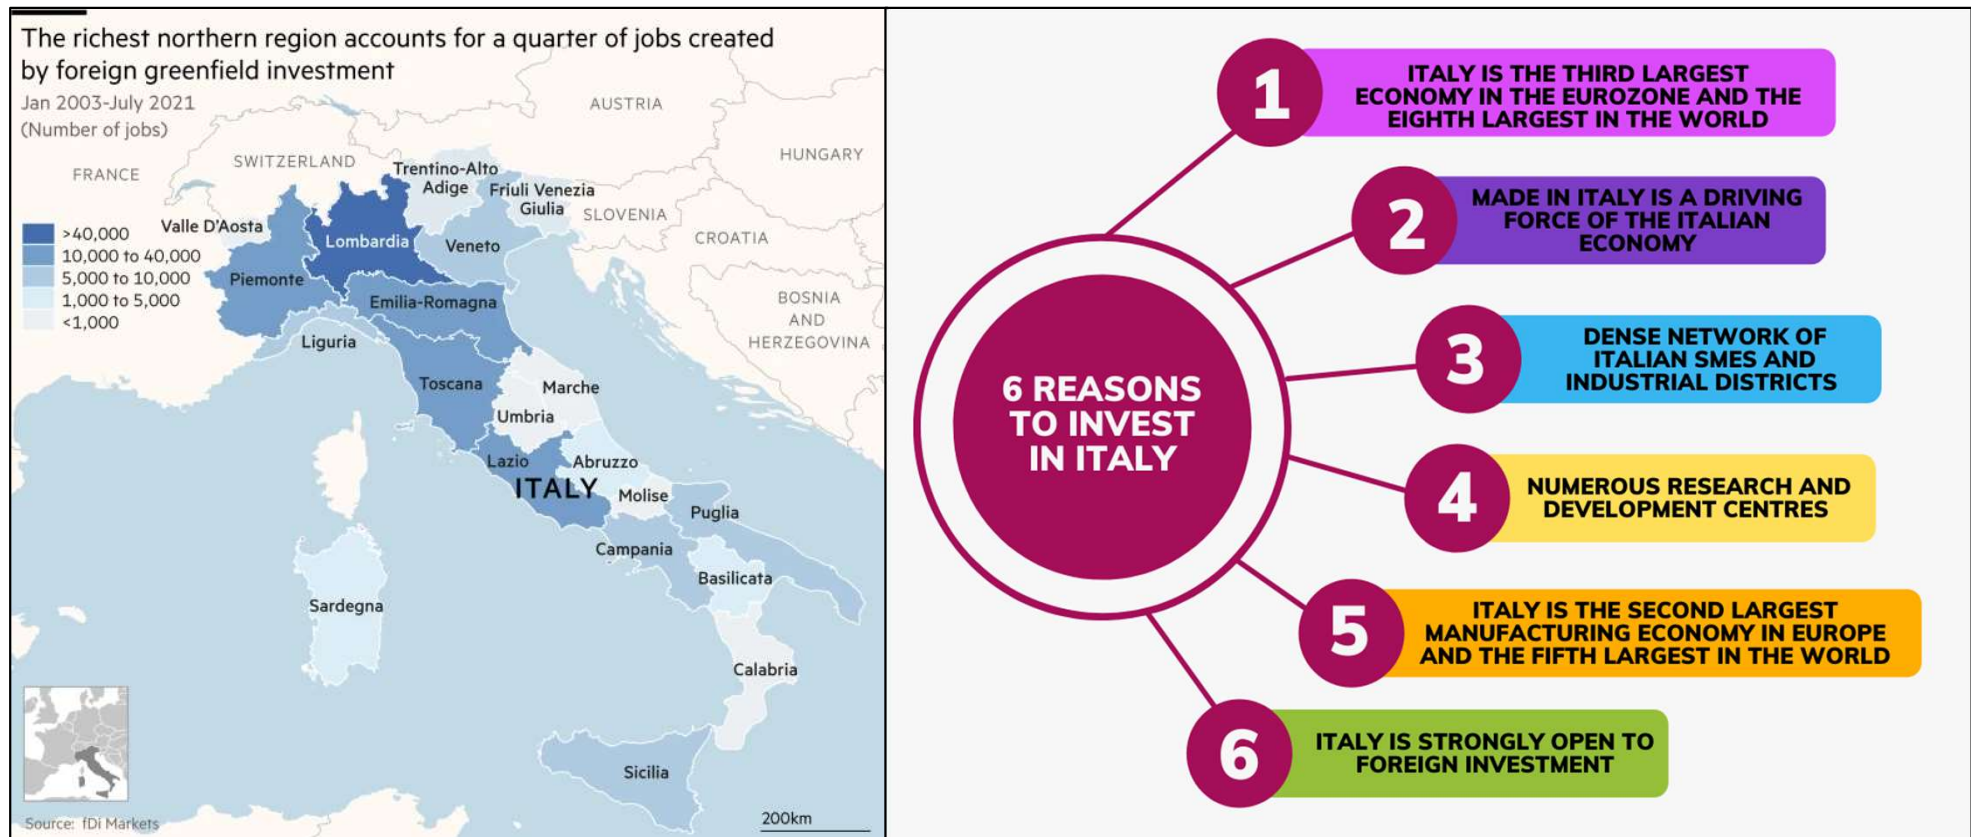 The richest northern region accounts for a quarter of jobs created
by foreign greenfield investment
Jan 2003-July 2021
(Number of jobs)
AUSTRIA
HUNGARY
SWITZERLAND
FRANCE
Trentino-Alto
Adige
Friuli Venezia
Giulia
SLOVENIA
Valle D'Aosta
CROATIA
>40,000
10,000 to 40,000
5,000 to 10,000
1,000 to 5,000
<1,000
Lombardia
Veneto
Piemonte
Emilia-Romagna
BOSNIA
AND
HERZEGOVINA
Liguria
Toscana
Marche
Umbria
Lazio
Abruzzo
ITALY
Molise
Puglia
Campania
Basilicata
Sardegna
Calabria
Sicilia
200km
Source: fDi Markets
6 REASONS
TO INVEST
IN ITALY
1
ITALY IS THE THIRD LARGEST
ECONOMY IN THE EUROZONE AND THE
EIGHTH LARGEST IN THE WORLD
2
MADE IN ITALY IS A DRIVING
FORCE OF THE ITALIAN
ECONOMY
3
DENSE NETWORK OF
ITALIAN SMES AND
INDUSTRIAL DISTRICTS
4
NUMEROUS RESEARCH AND
DEVELOPMENT CENTRES
5
ITALY IS THE SECOND LARGEST
MANUFACTURING ECONOMY IN EUROPE
AND THE FIFTH LARGEST IN THE WORLD
6
ITALY IS STRONGLY OPEN TO
FOREIGN INVESTMENT